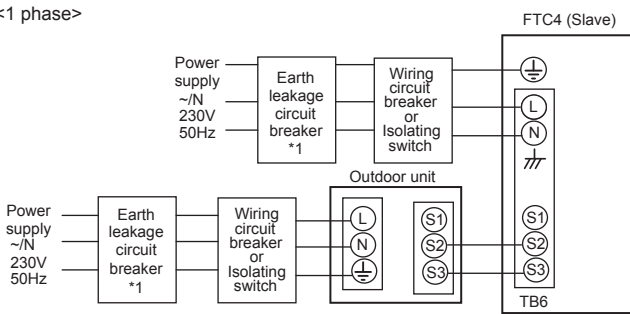 <1 phase>
FTC4 (Slave)
Power
supply
~/N
230V
50Hz
Earth
leakage
circuit
breaker
*1
Wiring
circuit
breaker
or
Isolating
switch
L
N
S1
S2
S3
TB6
Outdoor unit
Power
supply
~/N
230V
50Hz
Earth
leakage
circuit
breaker
*1
Wiring
circuit
breaker
or
Isolating
switch
L
N
S1
S2
S3